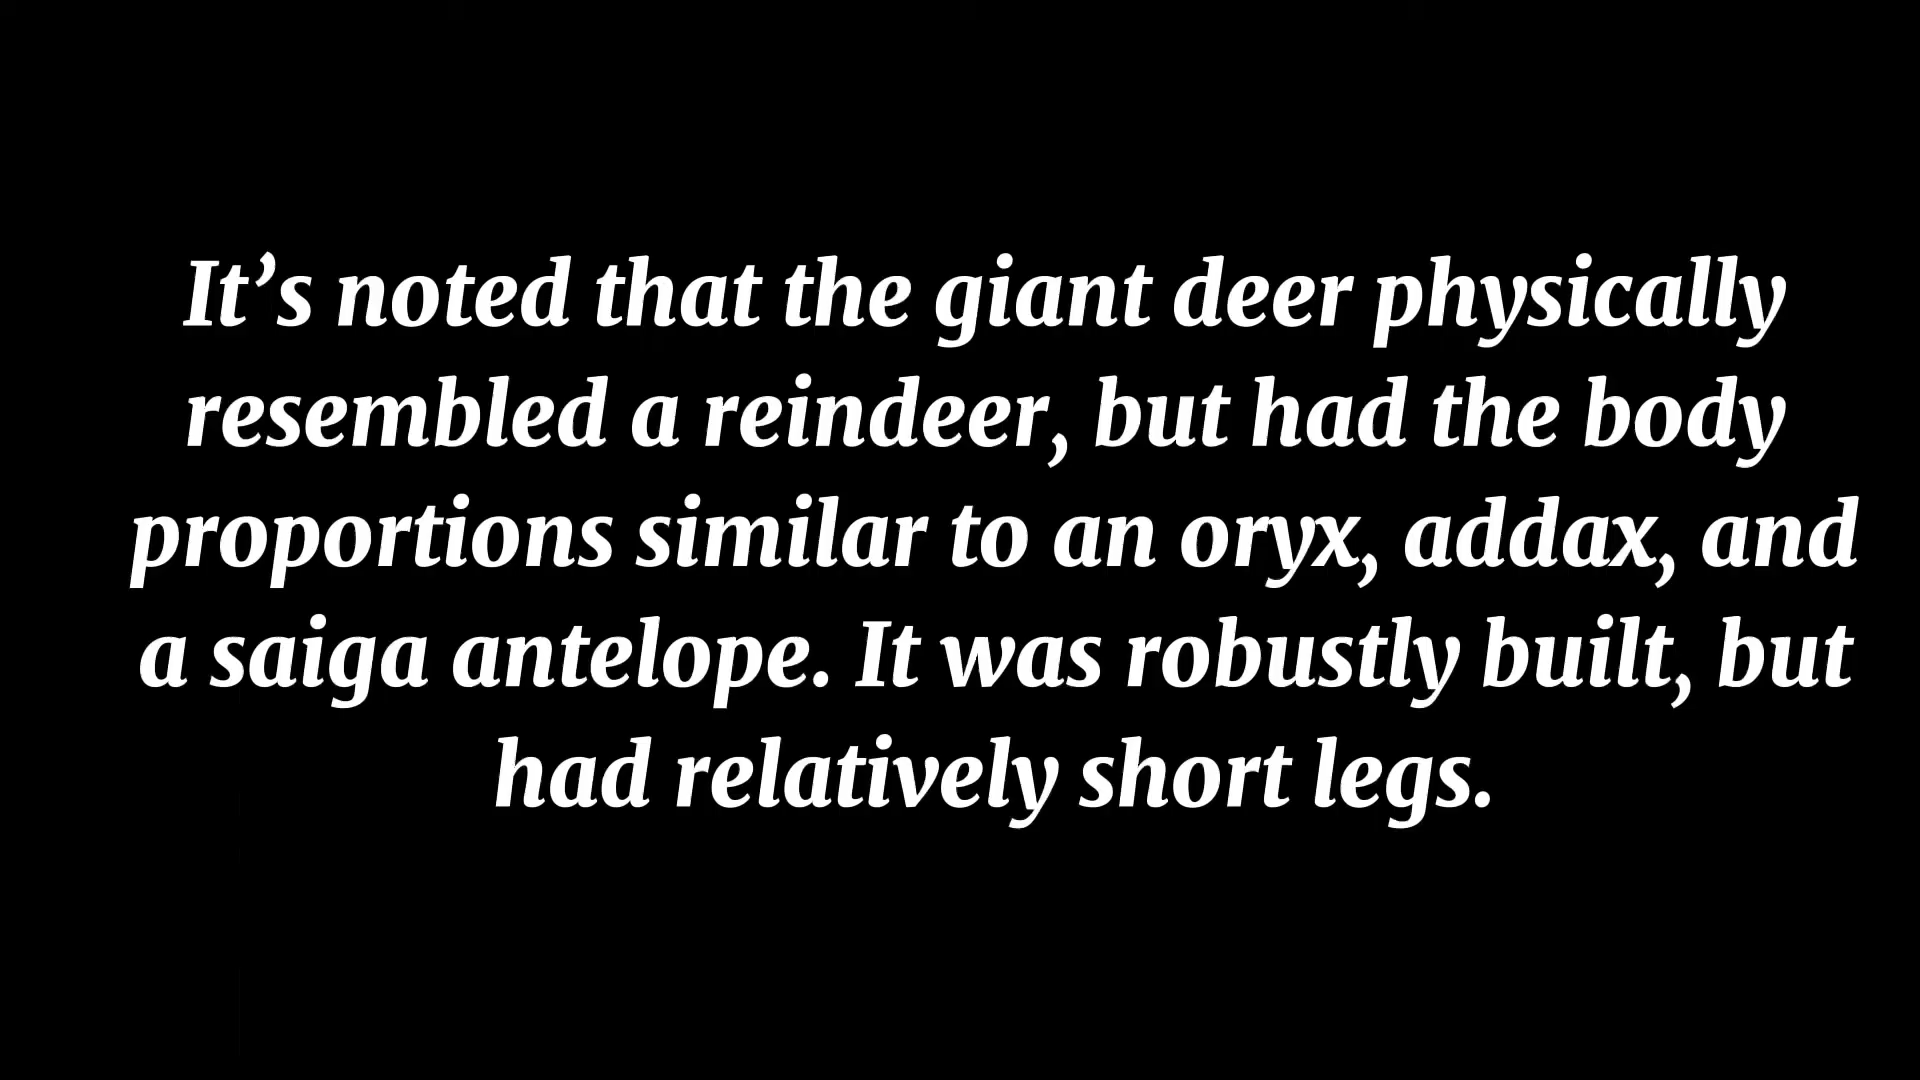 It’s noted that the giant deer physically
resembled a reindeer, but had the body
proportions similar to an oryx, addax, and
a saiga antelope. It was robustly built, but
had relatively short legs.